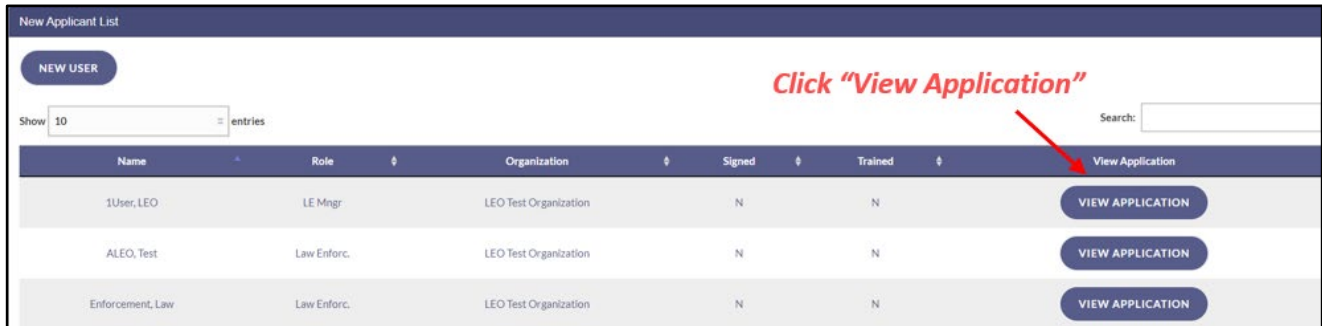 New Applicant List
NEW USER
Click “View Application”
Show 10 entries Search:
Name Role Organization Signed Trained View Application
1User, LEO LE Mngr LEO Test Organization N N VIEW APPLICATION
ALEO, Test Law Enforc. LEO Test Organization N N VIEW APPLICATION
Enforcement, Law Law Enforc. LEO Test Organization N N VIEW APPLICATION